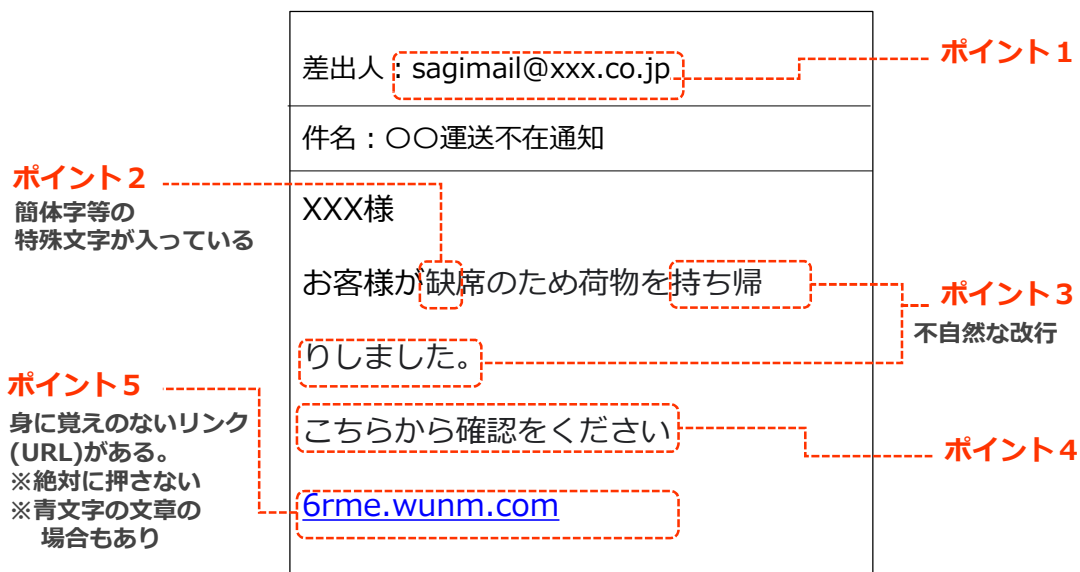 差出人：sagimail@xxx.co.jp
ポイント１
件名：〇〇運送不在通知
ポイント２
簡体字等の
特殊文字が入っている
XXX様
お客様が缺席のため荷物を持ち帰
りしました。
ポイント３
不自然な改行
こちらから確認をください
ポイント４
ポイント５
身に覚えのないリンク
(URL)がある。
※絶対に押さない
※青文字の文章の
場合もあり
6rme.wunm.com